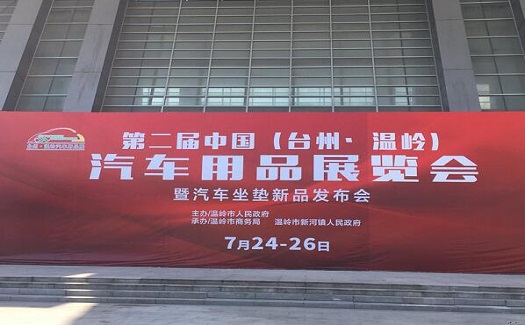 第二届中国（台州·温岭）
汽车用品展览会
暨汽车坐垫新品发布会
主办/温岭市人民政府
承办/温岭市商务局 温岭市新河镇人民政府
7月24-26日